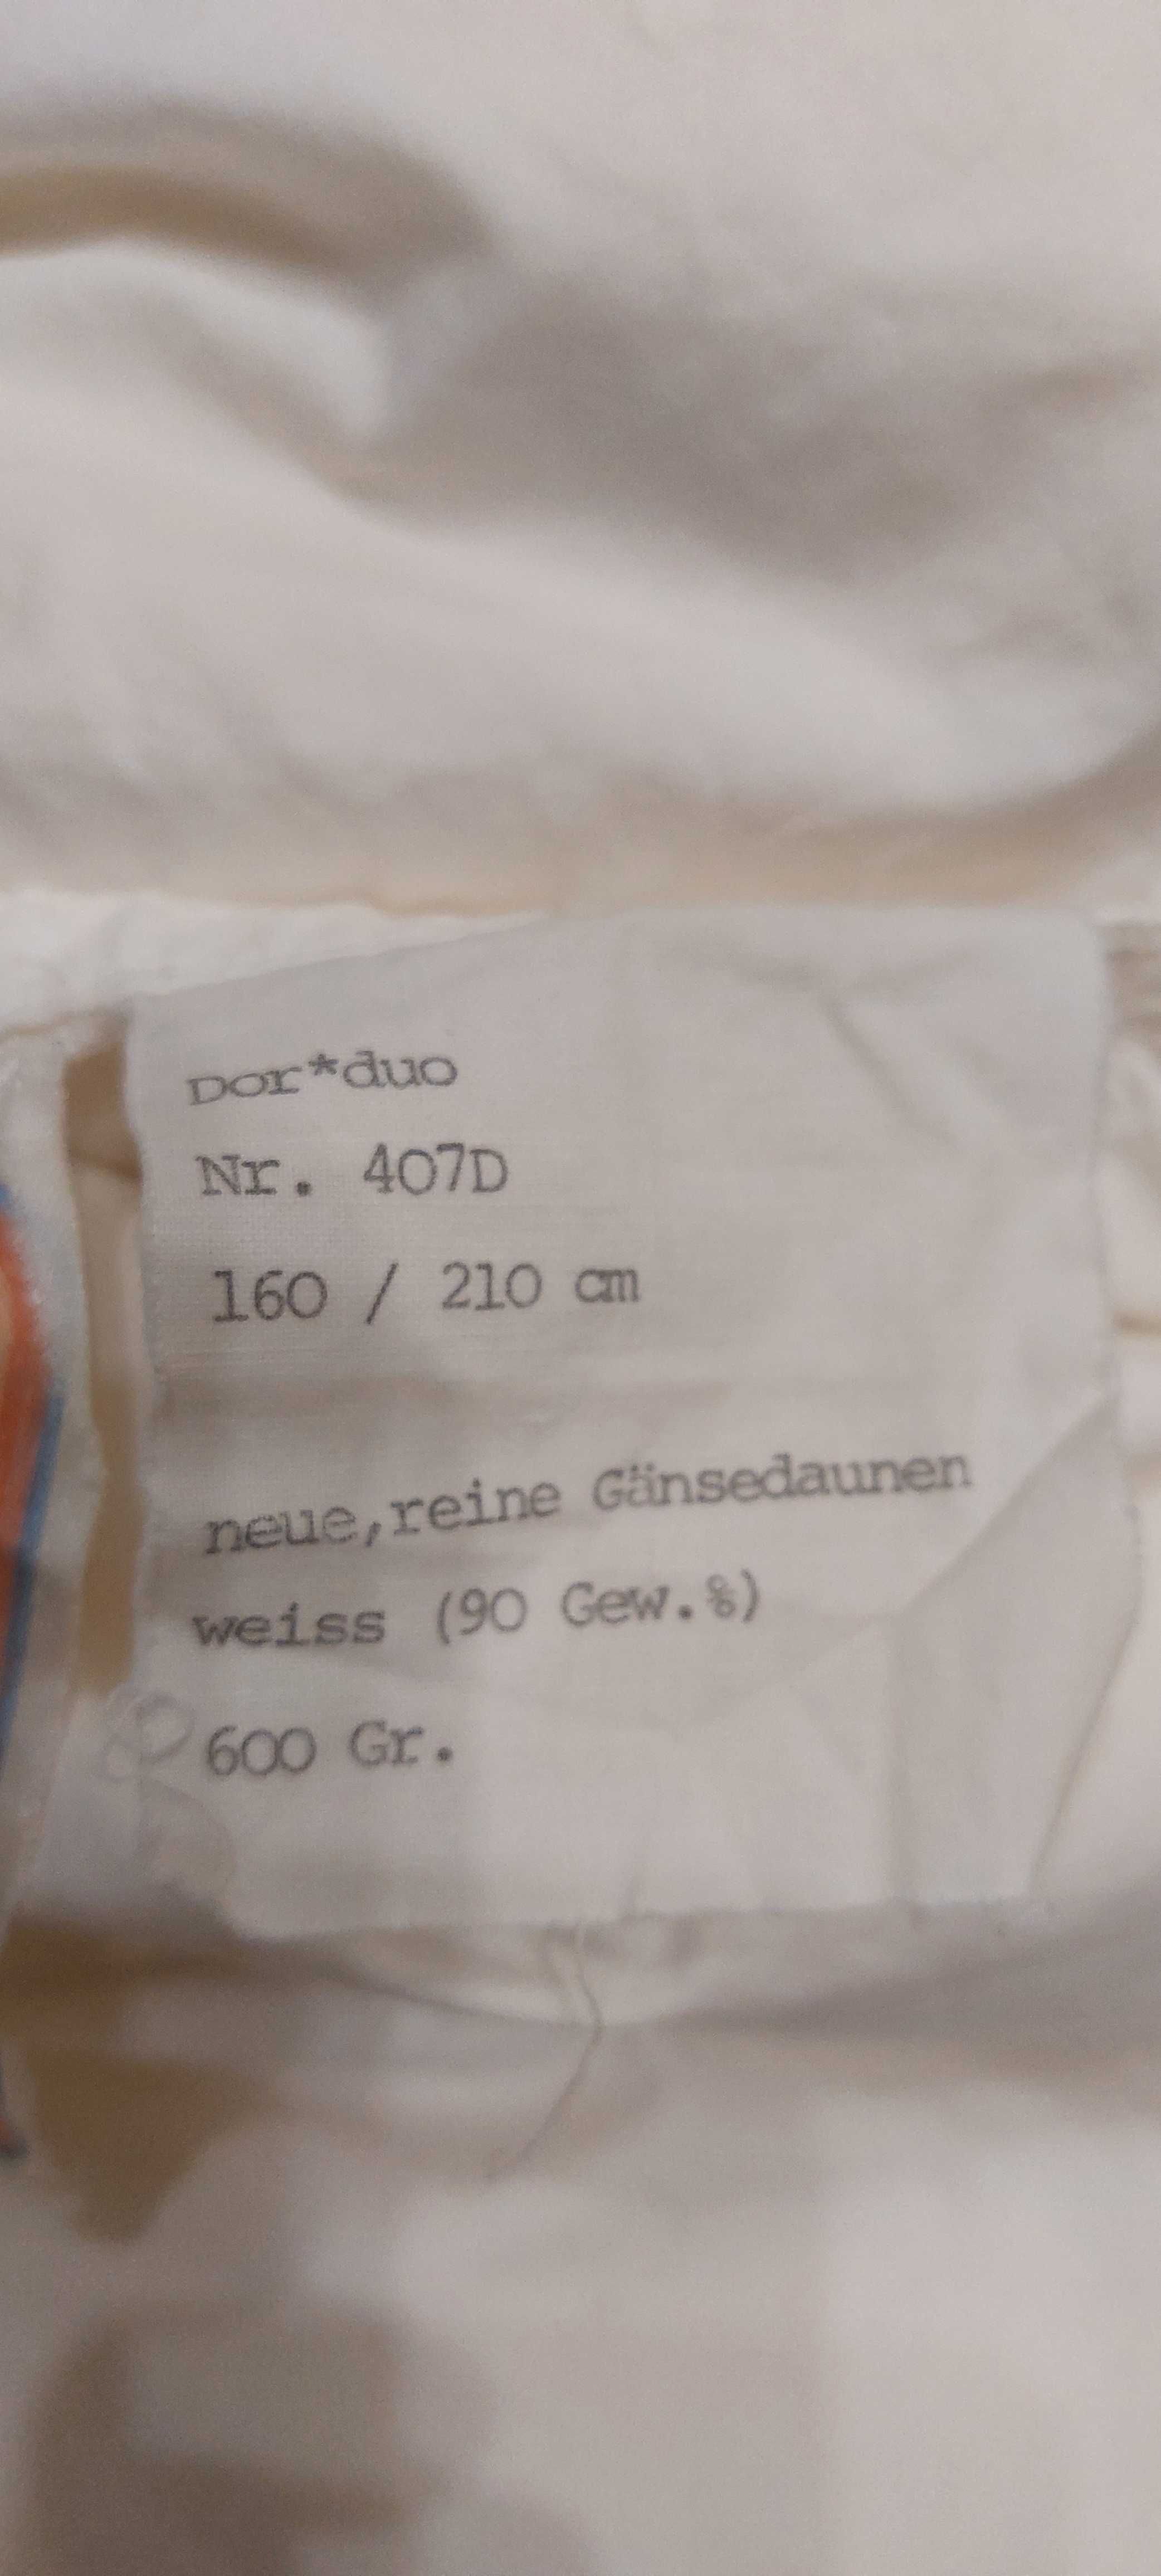 Dor*duo
Nr. 407D
160 / 210 cm
neue,reine Gänsedaunen
weiss (90 Gew.%)
600 Gr.